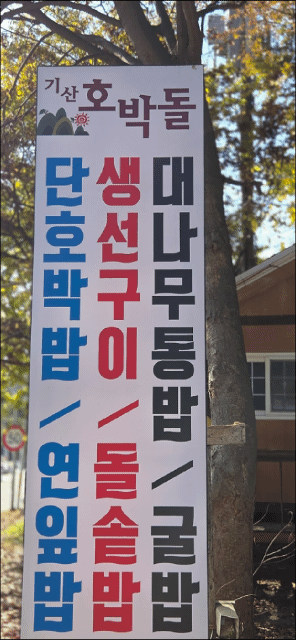 기산 호박돌
대나무통밥 / 굴밥
생선구이 / 돌솥밥
단호박밥 / 연잎밥